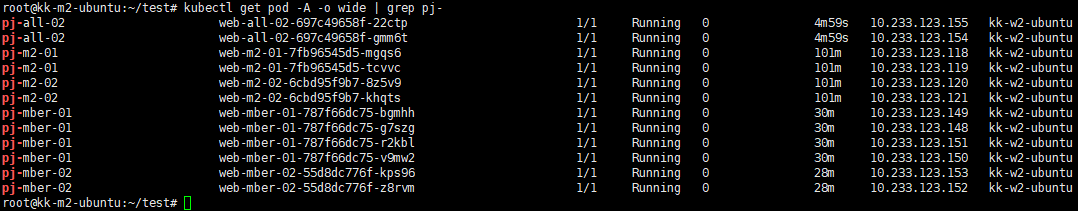 root@kk-m2-ubuntu:~/test# kubectl get pod -A -o wide | grep pj-
pj-all-02 web-all-02-697c49658f-22ctp 1/1 Running 0 4m59s 10.233.123.155 kk-w2-ubuntu
pj-all-02 web-all-02-697c49658f-gmm6t 1/1 Running 0 4m59s 10.233.123.154 kk-w2-ubuntu
pj-m2-01 web-m2-01-7fb96545d5-mgqs6 1/1 Running 0 101m 10.233.123.118 kk-w2-ubuntu
pj-m2-01 web-m2-01-7fb96545d5-tcvvc 1/1 Running 0 101m 10.233.123.119 kk-w2-ubuntu
pj-m2-02 web-m2-02-6cbd95f9b7-8z5v9 1/1 Running 0 101m 10.233.123.120 kk-w2-ubuntu
pj-m2-02 web-m2-02-6cbd95f9b7-khqts 1/1 Running 0 101m 10.233.123.121 kk-w2-ubuntu
pj-mber-01 web-mber-01-787f66dc75-bgmhh 1/1 Running 0 30m 10.233.123.149 kk-w2-ubuntu
pj-mber-01 web-mber-01-787f66dc75-g7szg 1/1 Running 0 30m 10.233.123.148 kk-w2-ubuntu
pj-mber-01 web-mber-01-787f66dc75-r2kbl 1/1 Running 0 30m 10.233.123.151 kk-w2-ubuntu
pj-mber-01 web-mber-01-787f66dc75-v9mw2 1/1 Running 0 30m 10.233.123.150 kk-w2-ubuntu
pj-mber-02 web-mber-02-55d8dc776f-kps96 1/1 Running 0 28m 10.233.123.153 kk-w2-ubuntu
pj-mber-02 web-mber-02-55d8dc776f-z8rvm 1/1 Running 0 28m 10.233.123.152 kk-w2-ubuntu
root@kk-m2-ubuntu:~/test#